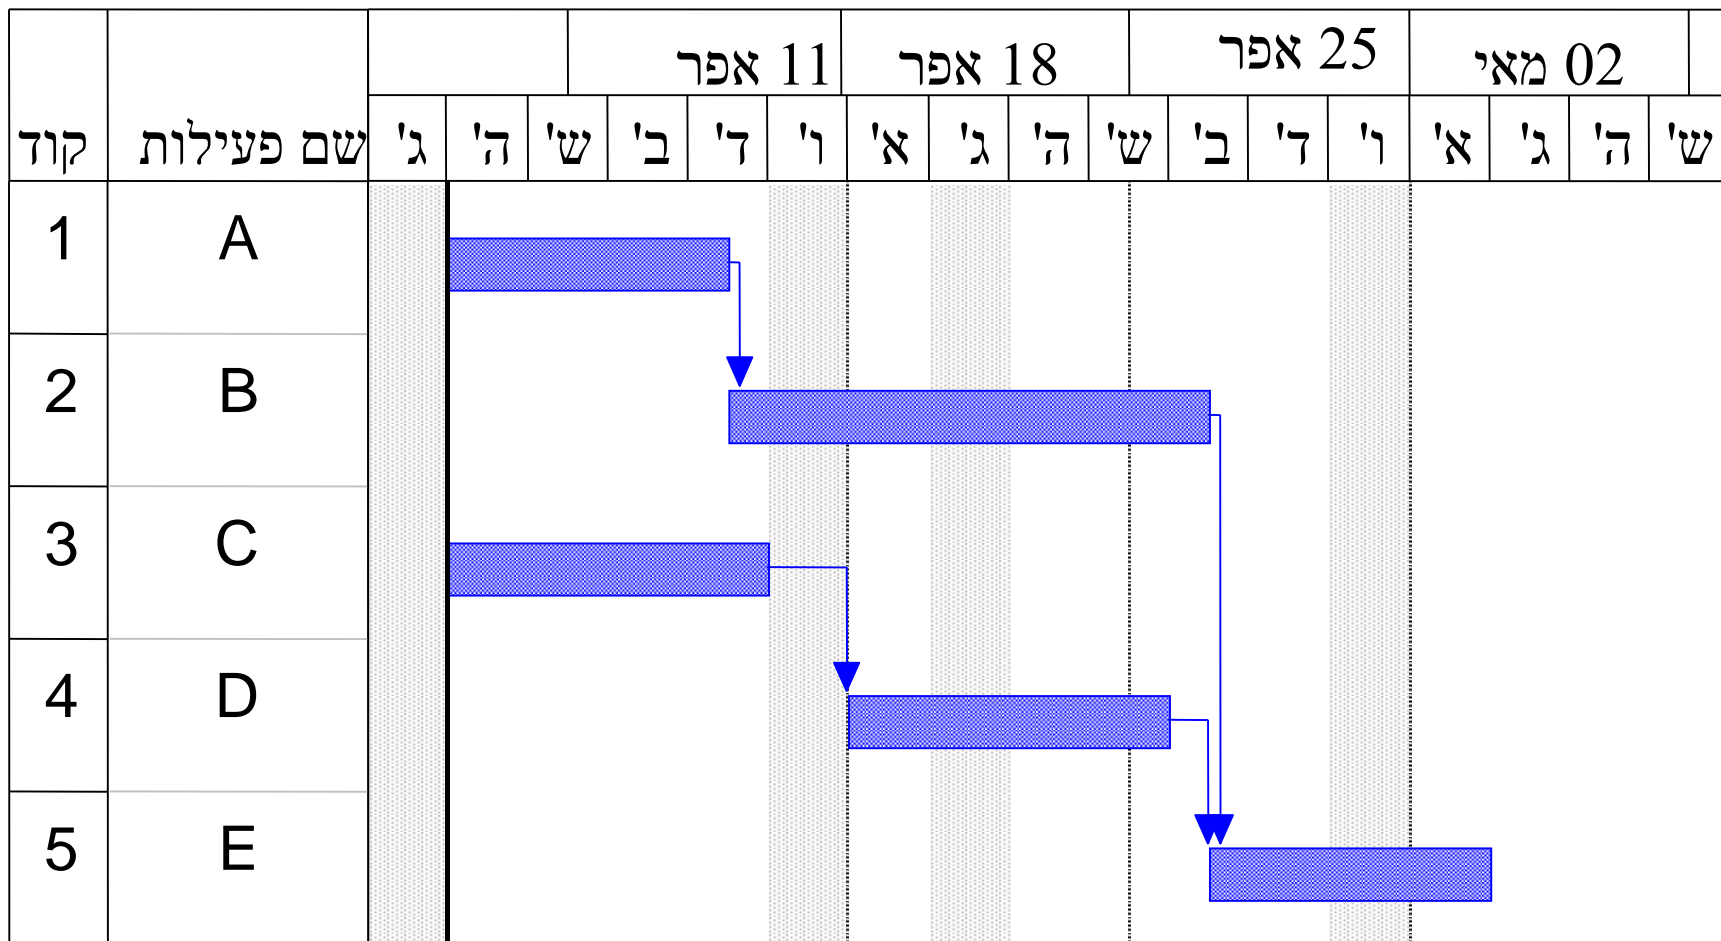 11 אפר 18 אפר 25 אפר 02 מאי
קוד שם פעילות ג' ה' ש' ב' ד' ו' א' ג' ה' ש' ב' ד' ו' א' ג' ה' ש'
1 A
2 B
3 C
4 D
5 E